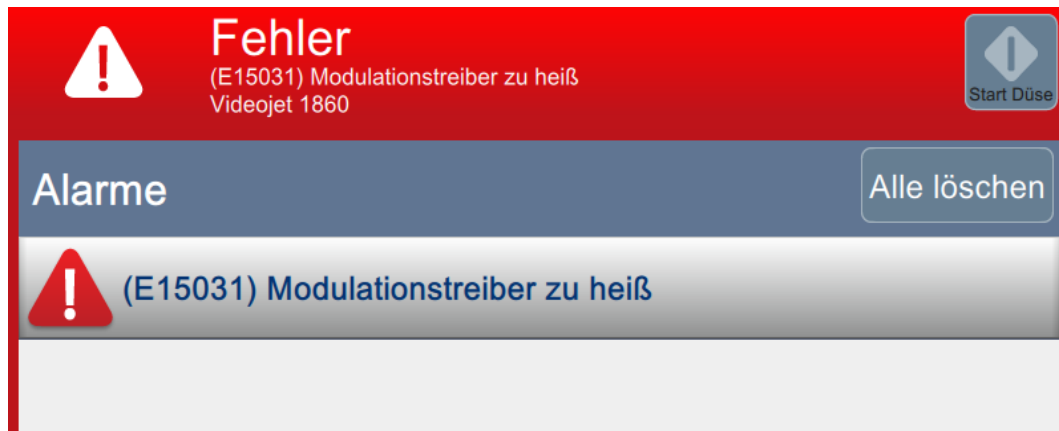 Fehler
(E15031) Modulationstreiber zu heiß
Videojet 1860
Start Düse
Alarme
Alle löschen
(E15031) Modulationstreiber zu heiß